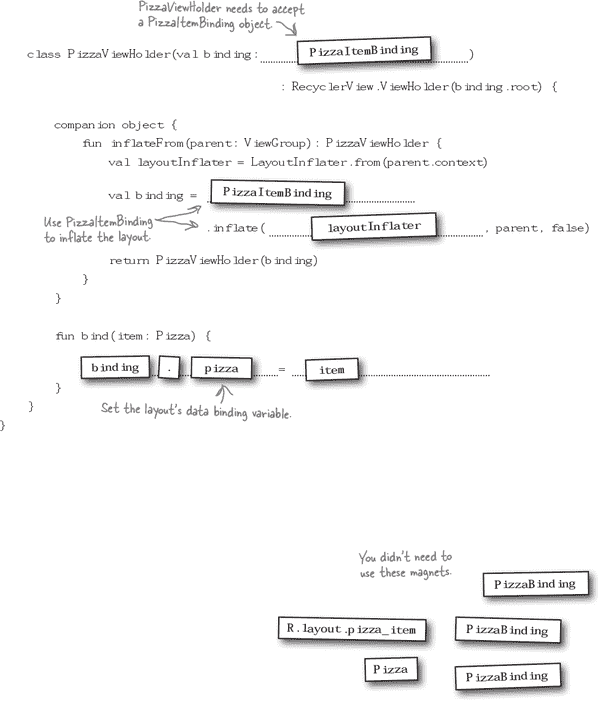 PizzaViewHolder needs to accept
a PizzaItemBinding object.
class PizzaViewHolder(val binding: PizzaItemBinding )
: RecyclerView.ViewHolder(binding.root) {
companion object {
fun inflateFrom(parent: ViewGroup): PizzaViewHolder {
val layoutInflater = LayoutInflater.from(parent.context)
val binding = PizzaItemBinding
Use PizzaItemBinding
to inflate the layout.
.inflate( layoutInflater , parent, false)
return PizzaViewHolder(binding)
}
}
fun bind(item: Pizza) {
binding . pizza = item
}
Set the layout's data binding variable.
}
}
You didn't need to
use these magnets.
PizzaBinding
R.layout.pizza_item PizzaBinding
Pizza PizzaBinding